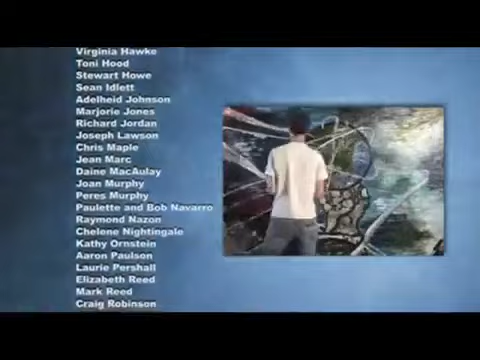 Virginia Hawke
Toni Hood
Stewart Howe
Sean Idlett
Adelheid Johnson
Marjorie Jones
Richard Jordan
Joseph Lawson
Chris Maple
Jean Marc
Daine MacAulay
Joan Murphy
Peres Murphy
Paulette and Bob Navarro
Raymond Nazon
Chelene Nightingale
Kathy Ornstein
Aaron Paulson
Laurie Pershall
Elizabeth Reed
Mark Reed
Craig Robinson